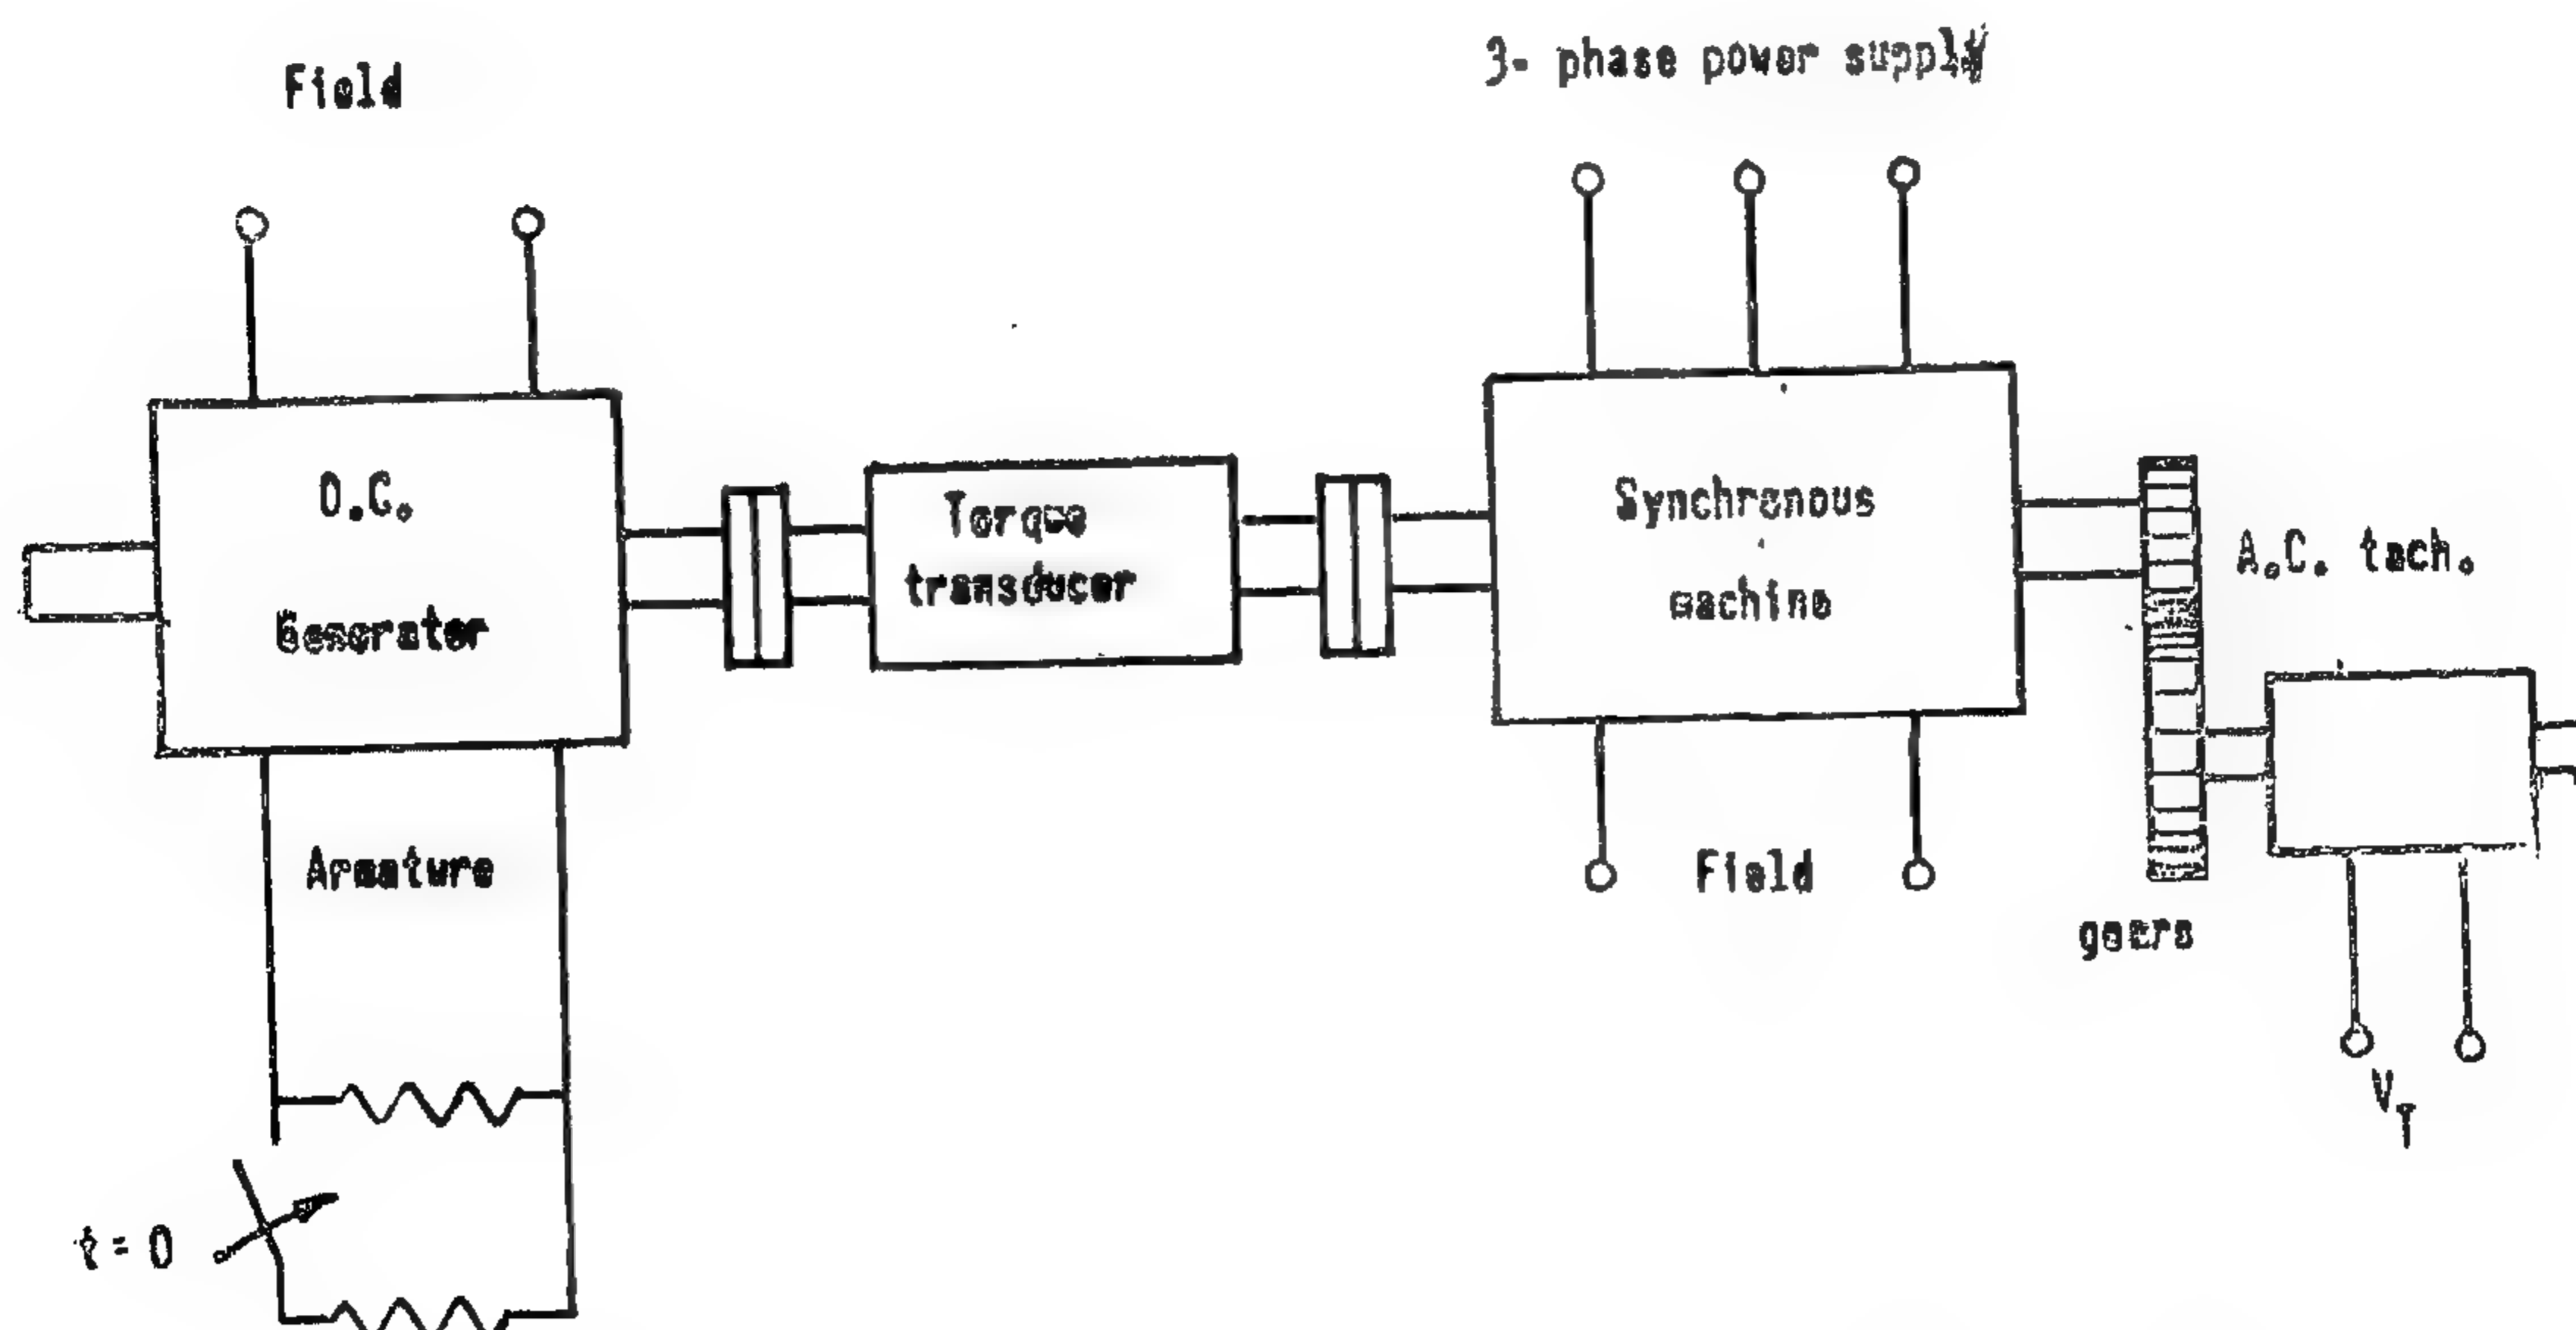 Field
3- phase power supply
D.C.
Generator
Torque
transducer
Synchronous
machine
A.C. tach.
Armature
Field
gears
V_T
t = 0